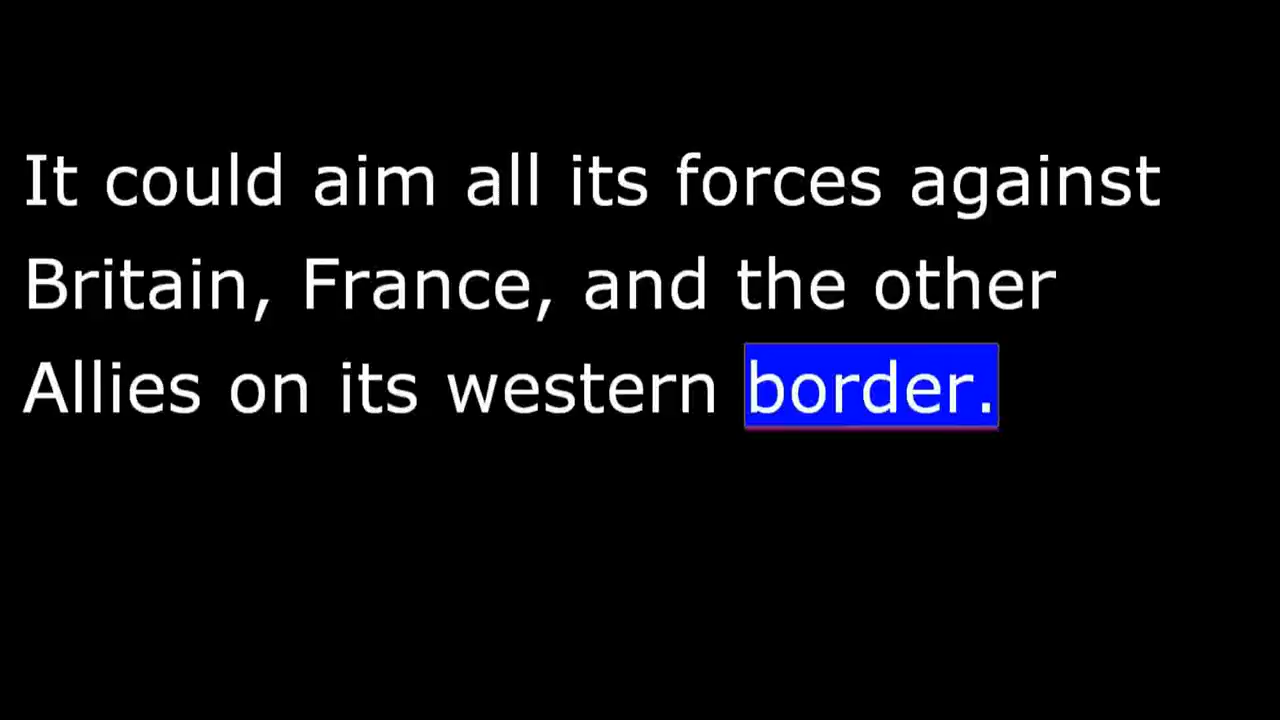 It could aim all its forces against
Britain, France, and the other
Allies on its western border.